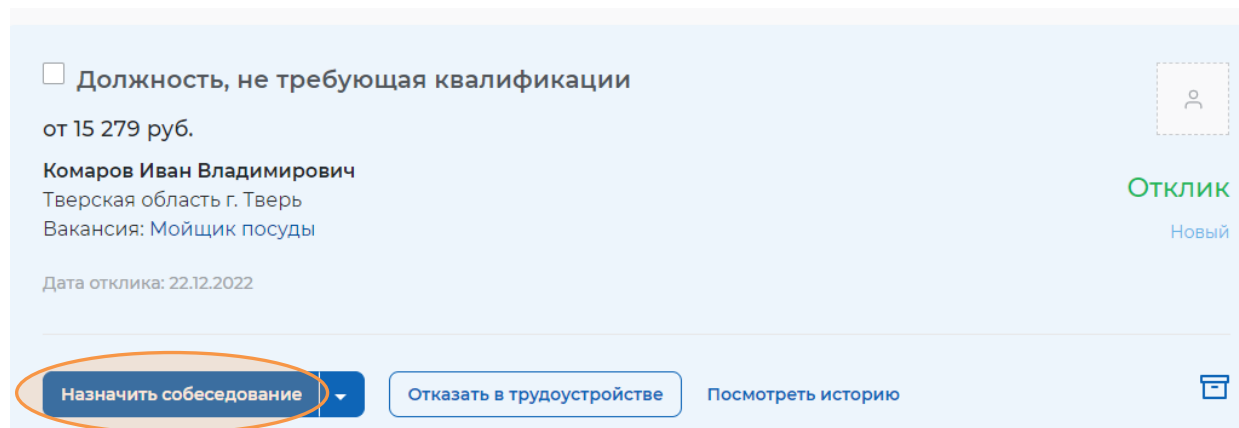 Должность, не требующая квалификации
от 15 279 руб.
Комаров Иван Владимирович
Тверская область г. Тверь
Вакансия: Мойщик посуды
Отклик
Новый
Дата отклика: 22.12.2022
Назначить собеседование
Отказать в трудоустройстве
Посмотреть историю